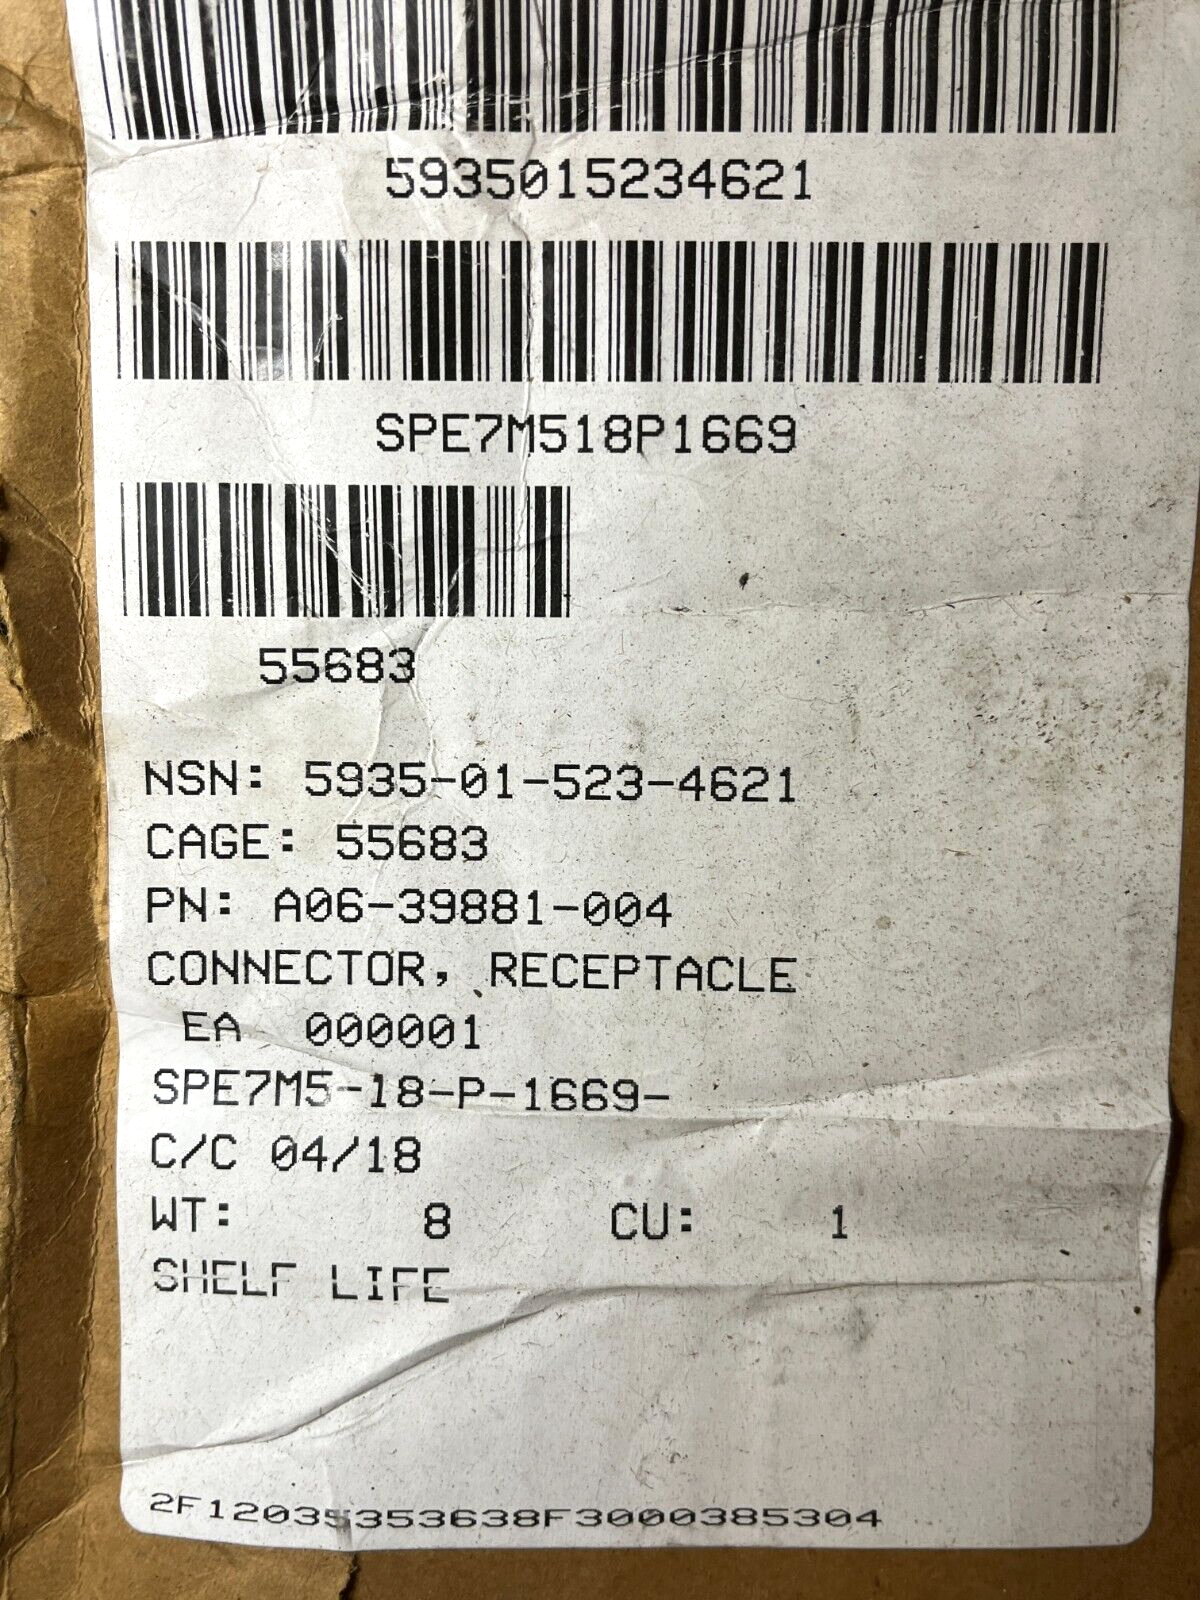 5935015234621
SPE7M518P1669
55683
NSN: 5935-01-523-4621
CAGE: 55683
PN: A06-39881-004
CONNECTOR, RECEPTACLE
EA 000001
SPE7M5-18-P-1669-
C/C 04/18
WT: 8 CU: 1
SHELF LIFE
2F12035353638F3000385304